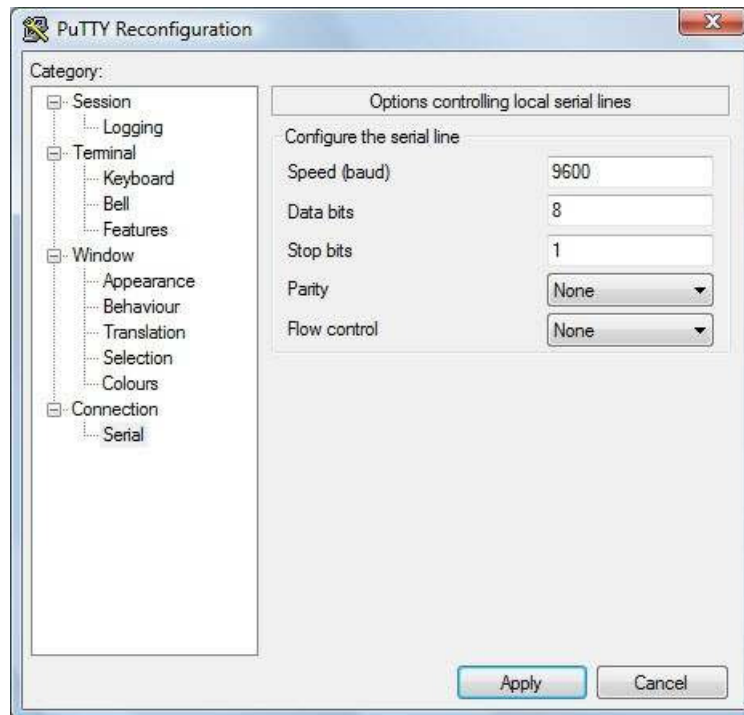 PuTTY Reconfiguration
Category:
Session
Logging
Terminal
Keyboard
Bell
Features
Window
Appearance
Behaviour
Translation
Selection
Colours
Connection
Serial
Options controlling local serial lines
Configure the serial line
Speed (baud) 9600
Data bits 8
Stop bits 1
Parity None
Flow control None
Apply Cancel